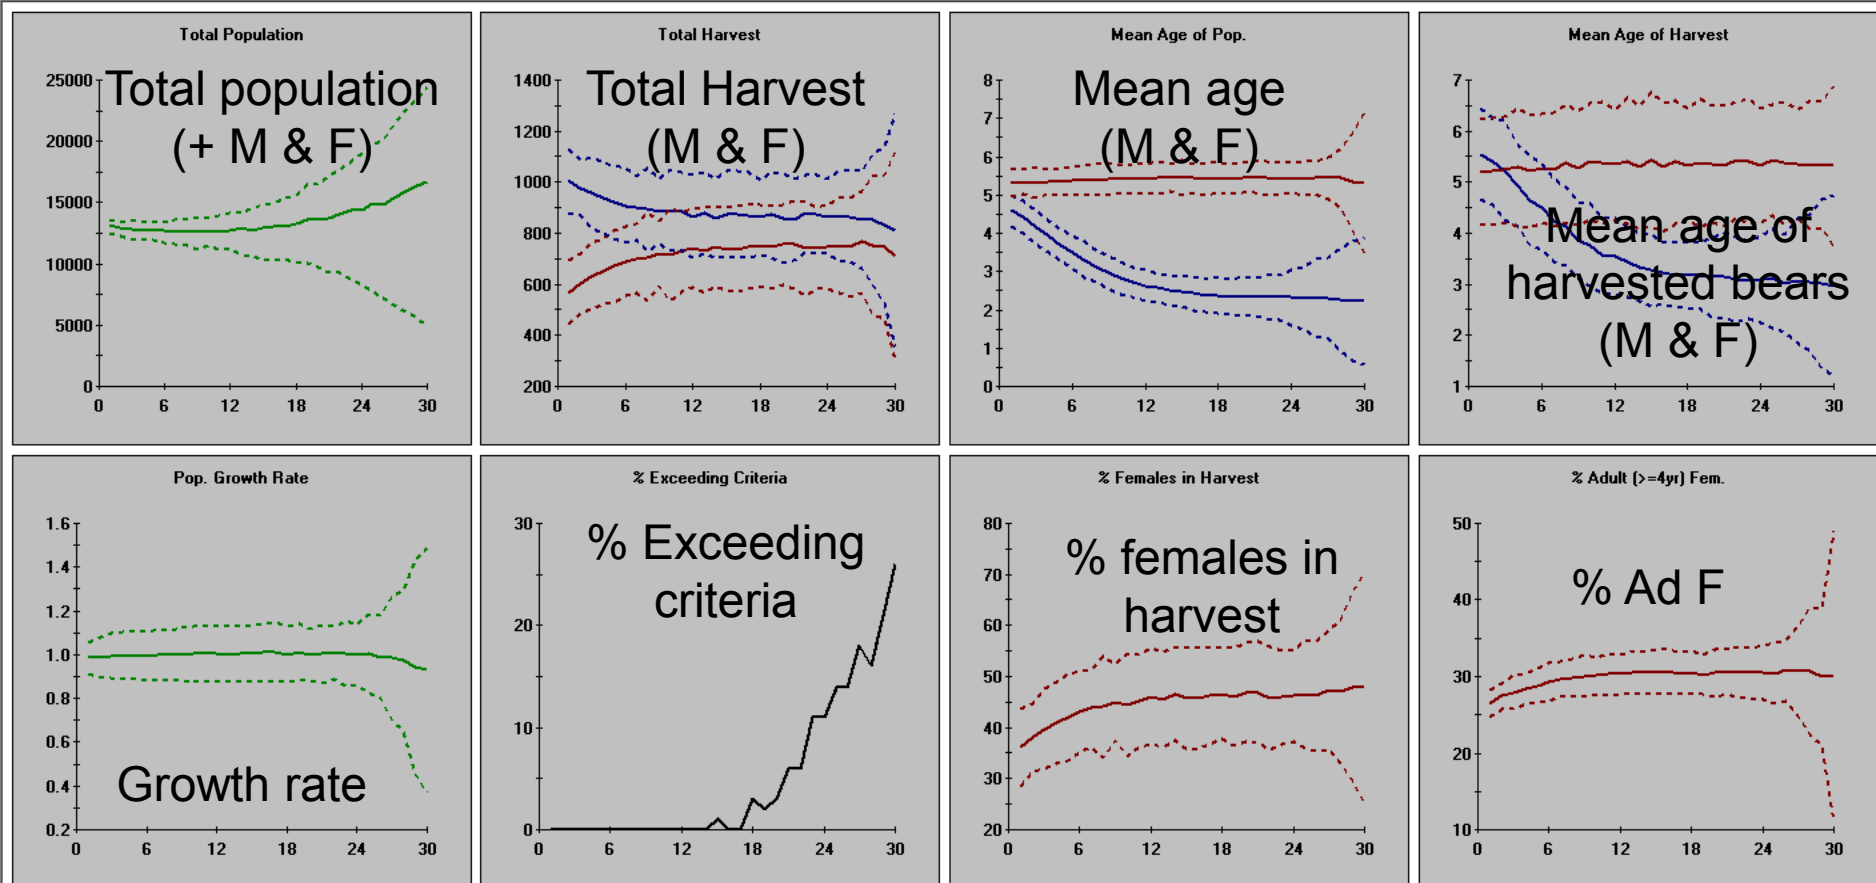 Total Population
Total population
(+ M & F)
25000
20000
15000
10000
5000
0
0 6 12 18 24 30
Total Harvest
Total Harvest
(M & F)
1400
1200
1000
800
600
400
200
0 6 12 18 24 30
Mean Age of Pop.
Mean age
(M & F)
8
7
6
5
4
3
2
1
0
0 6 12 18 24 30
Mean Age of Harvest
Mean age of
harvested bears
(M & F)
7
6
5
4
3
2
1
0 6 12 18 24 30
Pop. Growth Rate
Growth rate
1.6
1.4
1.2
1.0
0.8
0.6
0.4
0.2
0 6 12 18 24 30
% Exceeding Criteria
% Exceeding
criteria
30
20
10
0
0 6 12 18 24 30
% Females in Harvest
% females in
harvest
80
70
60
50
40
30
20
0 6 12 18 24 30
% Adult (>=4yr) Fem.
% Ad F
50
40
30
20
10
0 6 12 18 24 30